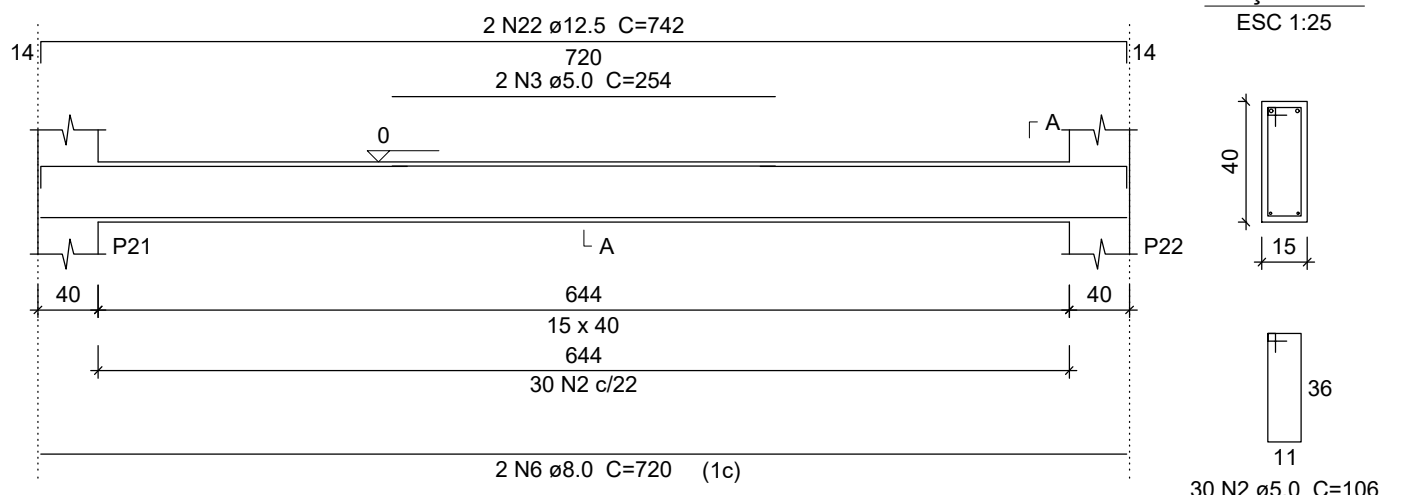 2 N22 ø12.5 C=742
14
720
14
2 N3 ø5.0 C=254
0
A
P21
A
P22
40
644
40
15 x 40
644
30 N2 c/22
2 N6 ø8.0 C=720 (1c)
ESC 1:25
40
15
36
11
30 N2 ø5.0 C=106